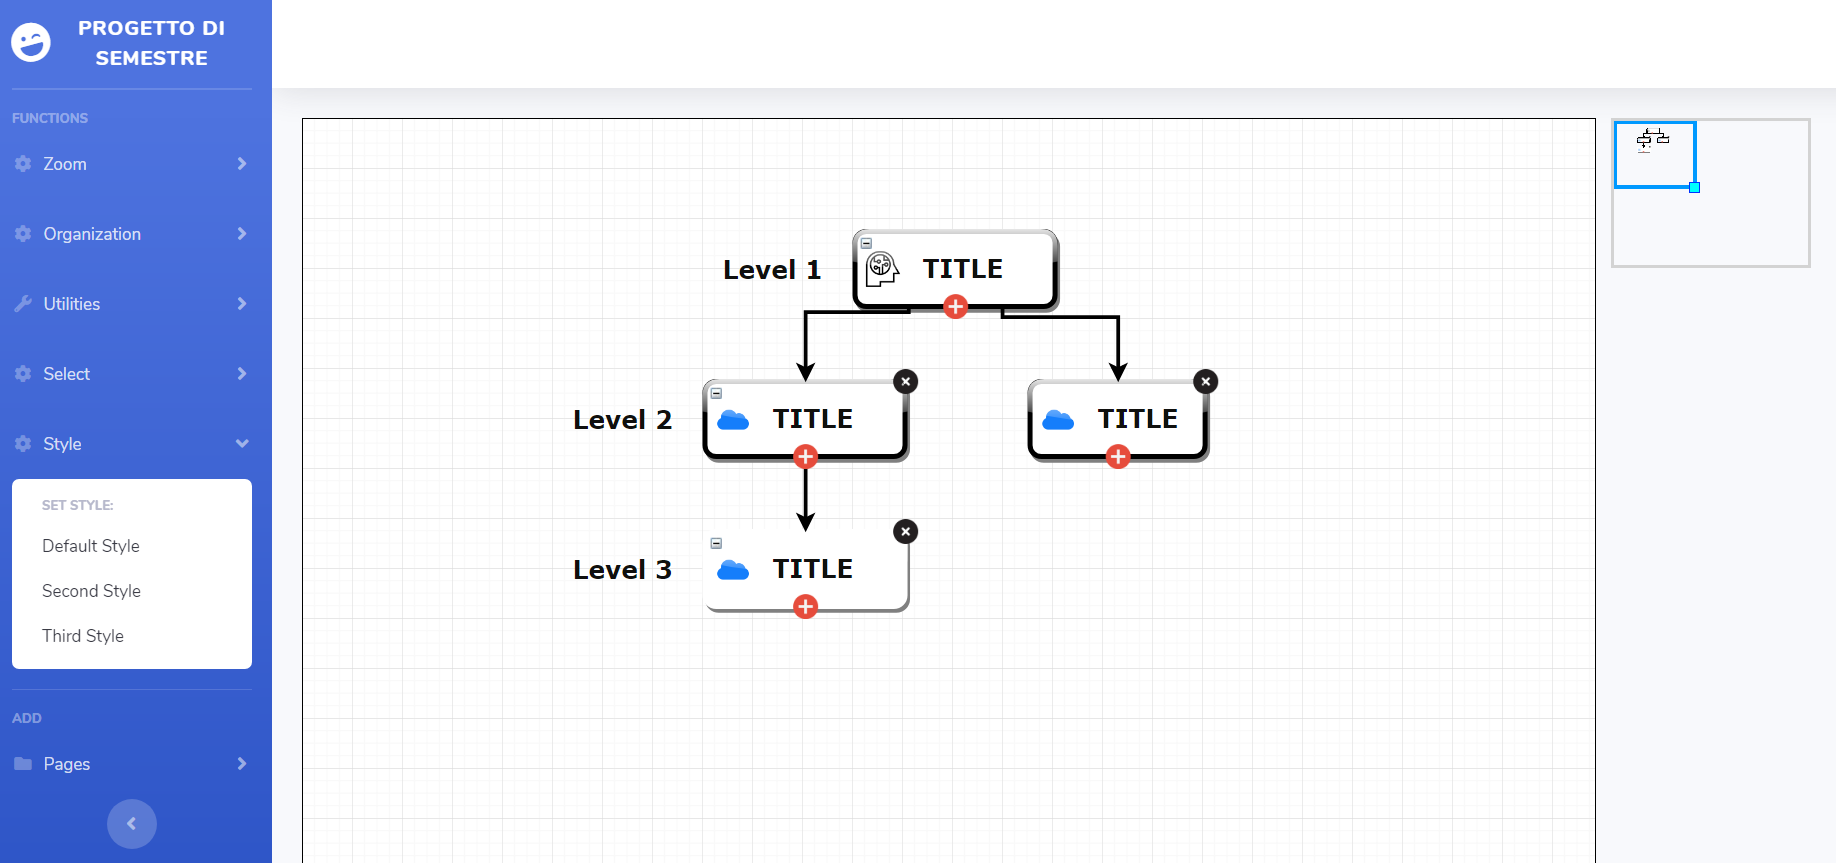 PROGETTO DI
SEMESTRE
FUNCTIONS
Zoom
Organization
Utilities
Select
Style
SET STYLE:
Default Style
Second Style
Third Style
ADD
Pages
Level 1
TITLE
Level 2
TITLE
TITLE
Level 3
TITLE